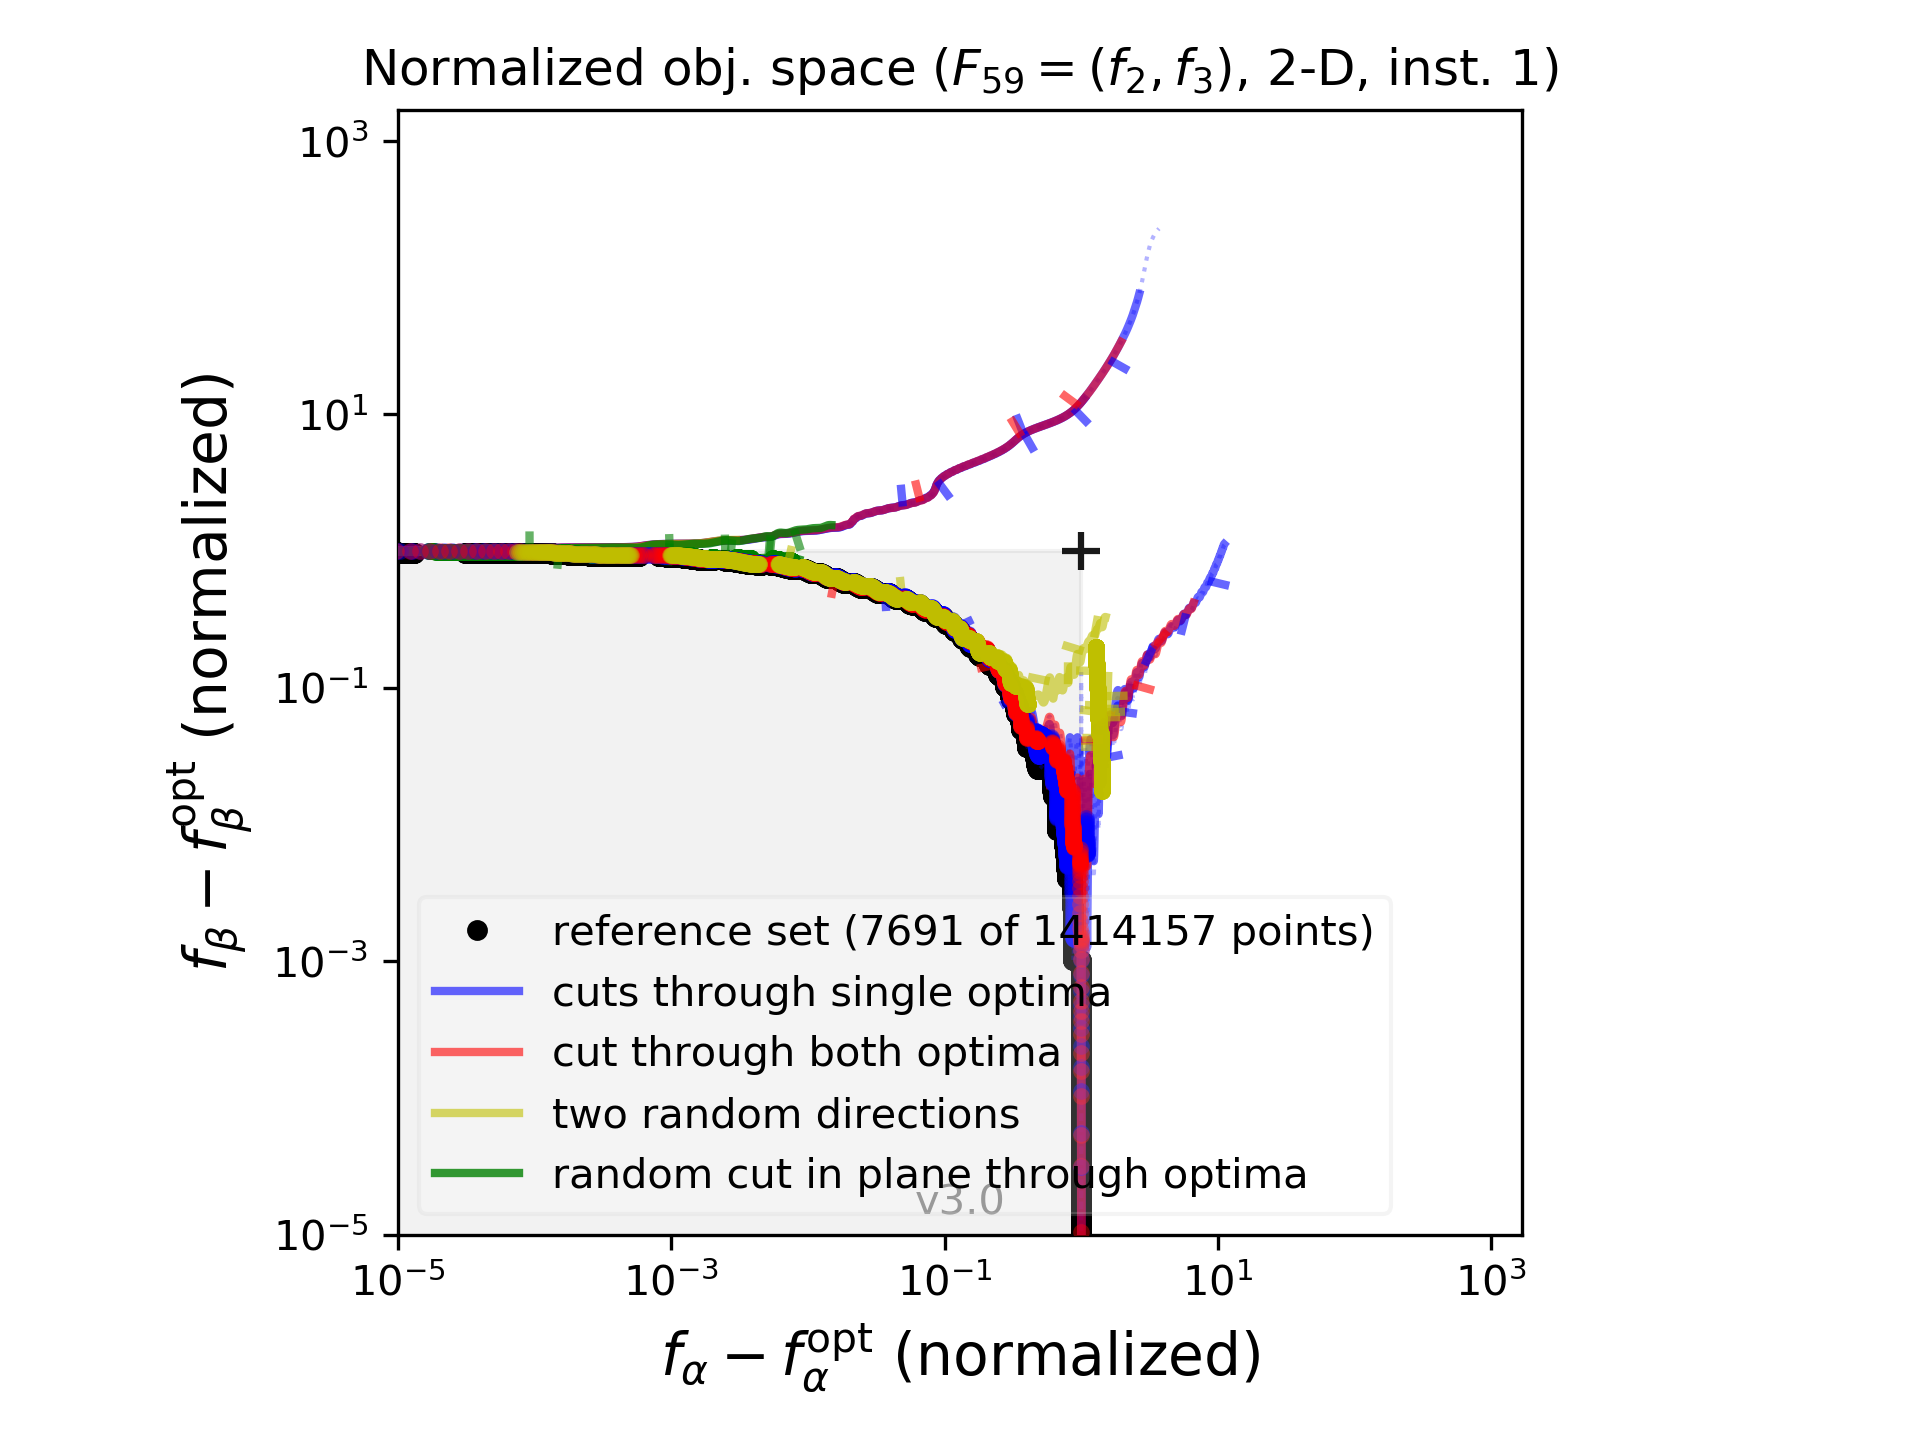 Normalized obj. space (F₅₉ = (f₂, f₃), 2-D, inst. 1)
10³
10¹
10⁻¹
10⁻³
10⁻⁵
f_β − f_β^opt (normalized)
reference set (7691 of 1414157 points)
cuts through single optima
cut through both optima
two random directions
random cut in plane through optima
v3.0
10⁻⁵ 10⁻³ 10⁻¹ 10¹ 10³
f_α − f_α^opt (normalized)